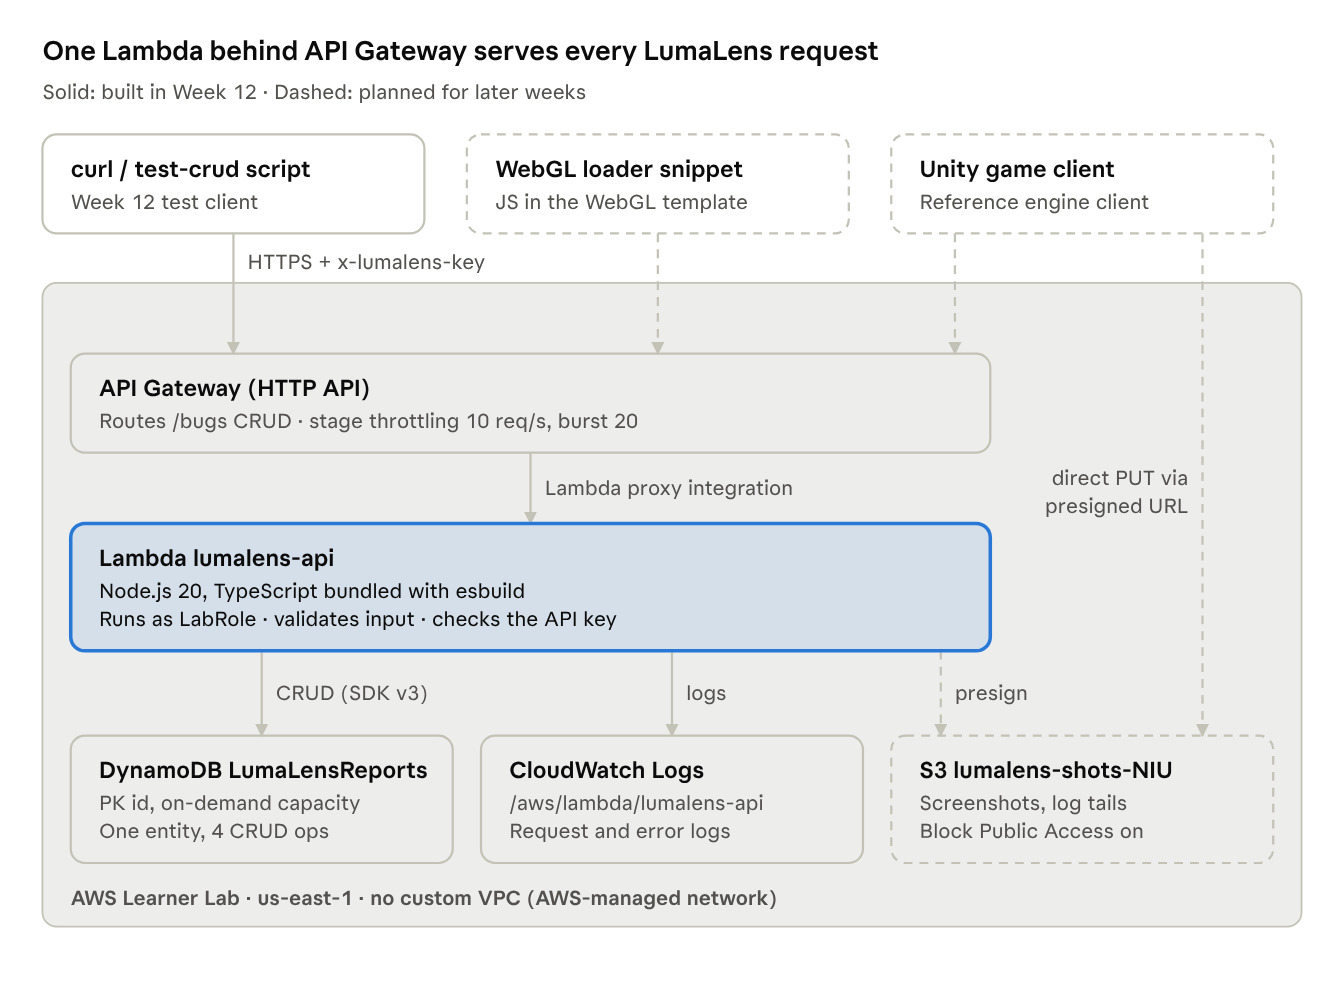 One Lambda behind API Gateway serves every LumaLens request
Solid: built in Week 12 · Dashed: planned for later weeks
curl / test-crud script
Week 12 test client
WebGL loader snippet
JS in the WebGL template
Unity game client
Reference engine client
HTTPS + x-lumalens-key
API Gateway (HTTP API)
Routes /bugs CRUD · stage throttling 10 req/s, burst 20
direct PUT via
presigned URL
Lambda proxy integration
Lambda lumalens-api
Node.js 20, TypeScript bundled with esbuild
Runs as LabRole · validates input · checks the API key
CRUD (SDK v3)
logs
presign
DynamoDB LumaLensReports
PK id, on-demand capacity
One entity, 4 CRUD ops
CloudWatch Logs
/aws/lambda/lumalens-api
Request and error logs
S3 lumalens-shots-NIU
Screenshots, log tails
Block Public Access on
AWS Learner Lab · us-east-1 · no custom VPC (AWS-managed network)